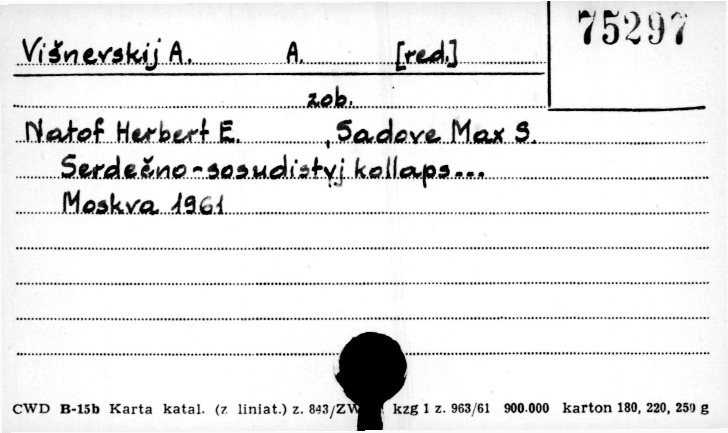 75297
Višnevskij A. A. [red.]
zob.
Natof Herbert E. , Sadove Max S.
Serdečno-sosudistyj kollaps...
Moskva 1961
CWD B-15b Karta katal. (z liniat.) z. 843/ZW kzg 1 z. 963/61 900.000 karton 180, 220, 250 g